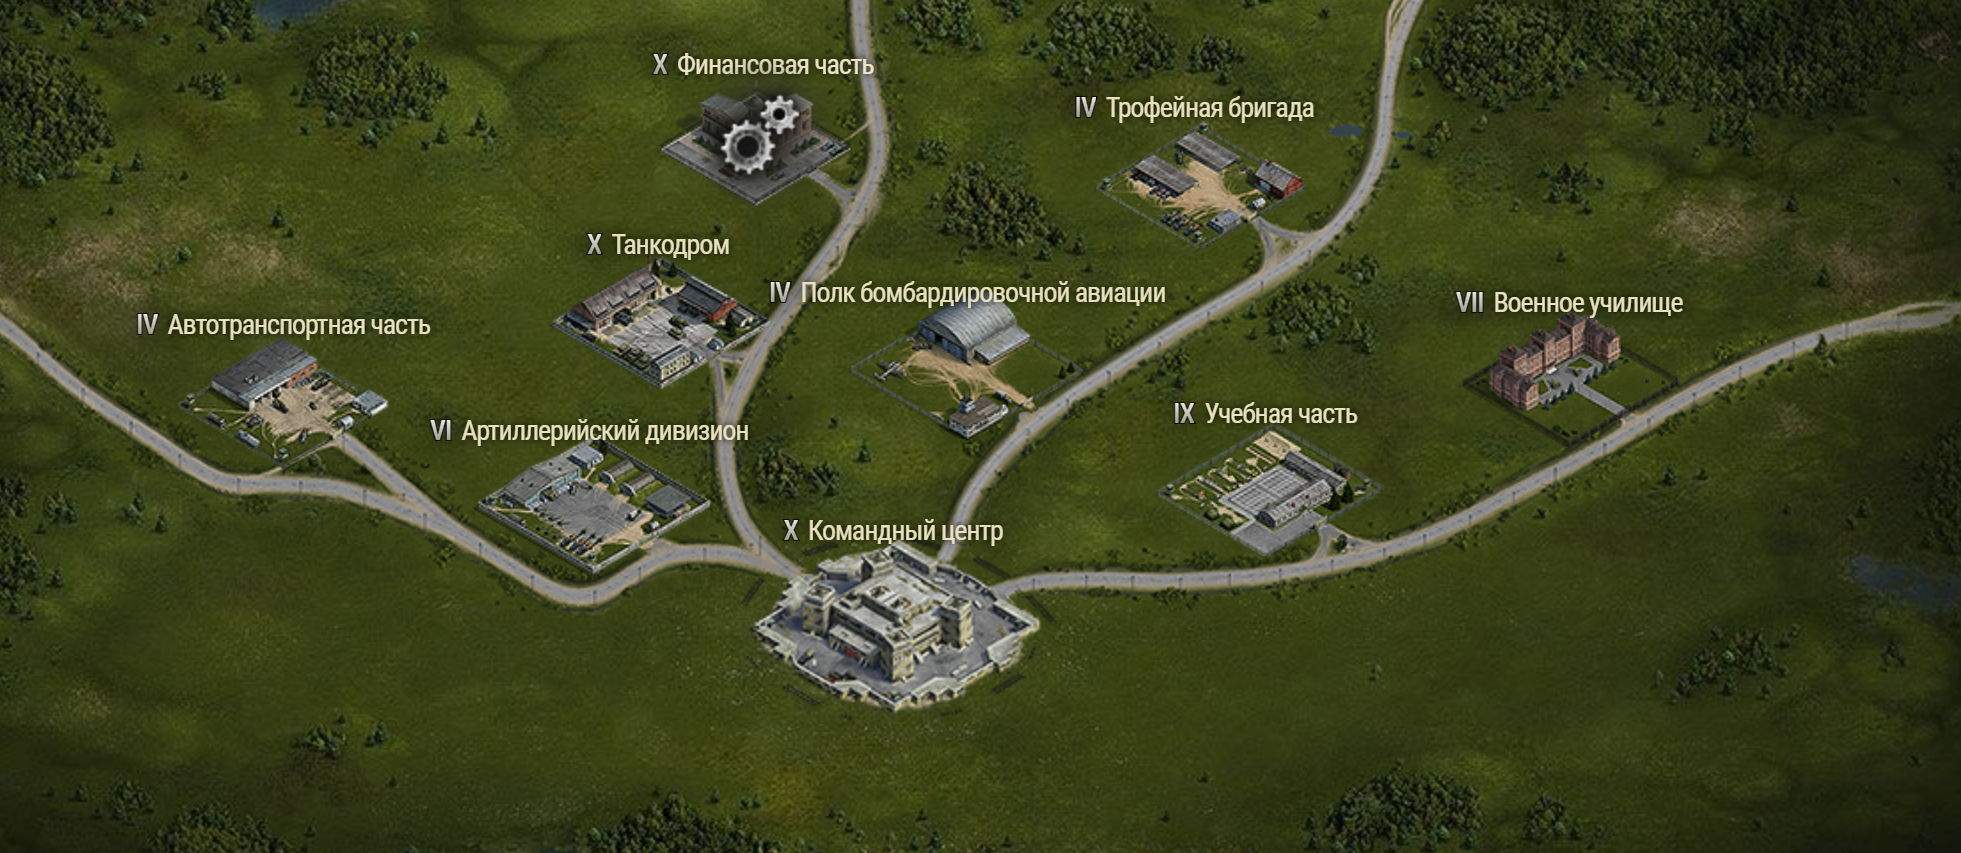 X Финансовая часть
IV Трофейная бригада
X Танкодром
IV Полк бомбардировочной авиации
VII Военное училище
IV Автотранспортная часть
IX Учебная часть
VI Артиллерийский дивизион
X Командный центр